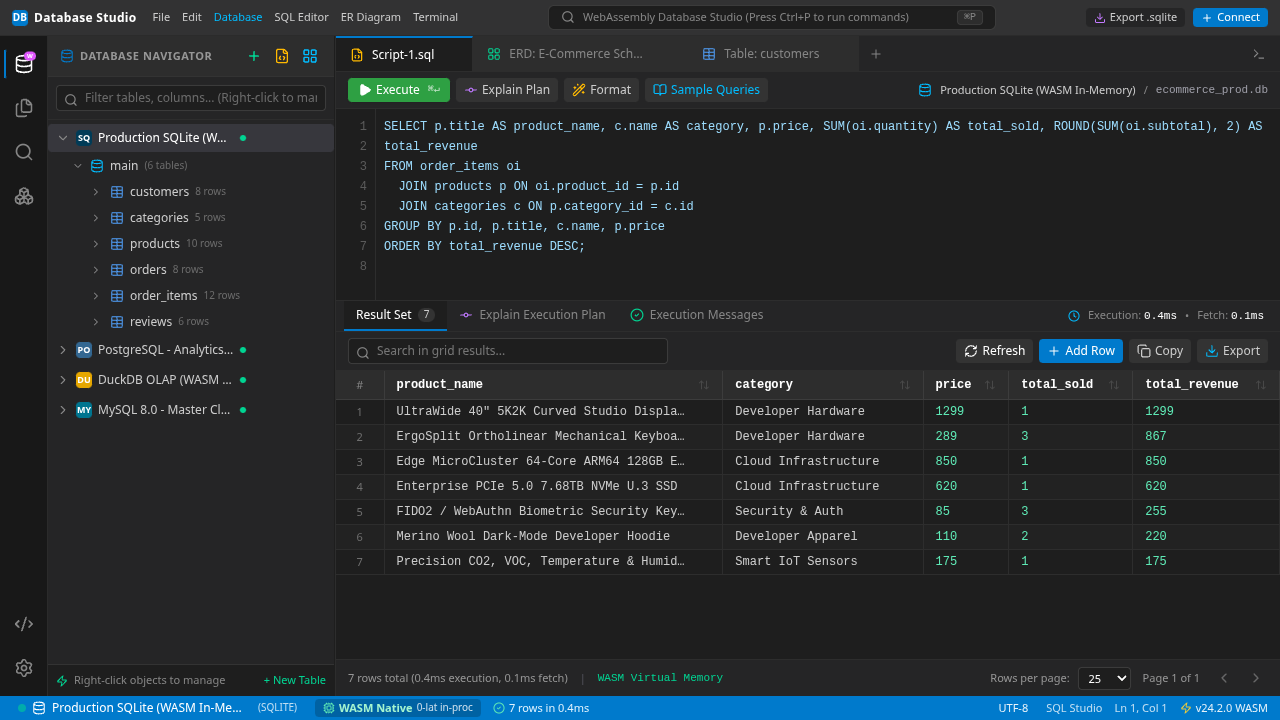 DB Database Studio File Edit Database SQL Editor ER Diagram Terminal WebAssembly Database Studio (Press Ctrl+P to run commands) ⌘P Export .sqlite + Connect
DATABASE NAVIGATOR
Filter tables, columns... (Right-click to mar
SQ Production SQLite (W...
main (6 tables)
customers 8 rows
categories 5 rows
products 10 rows
orders 8 rows
order_items 12 rows
reviews 6 rows
PO PostgreSQL - Analytics...
DU DuckDB OLAP (WASM ...
MY MySQL 8.0 - Master Cl...
Right-click objects to manage + New Table
Script-1.sql ERD: E-Commerce Sch... Table: customers
Execute ⌘↵ Explain Plan Format Sample Queries Production SQLite (WASM In-Memory) / ecommerce_prod.db
1 SELECT p.title AS product_name, c.name AS category, p.price, SUM(oi.quantity) AS total_sold, ROUND(SUM(oi.subtotal), 2) AS
2 total_revenue
3 FROM order_items oi
4 JOIN products p ON oi.product_id = p.id
5 JOIN categories c ON p.category_id = c.id
6 GROUP BY p.id, p.title, c.name, p.price
7 ORDER BY total_revenue DESC;
8
Result Set 7 Explain Execution Plan Execution Messages Execution: 0.4ms • Fetch: 0.1ms
Search in grid results... Refresh + Add Row Copy Export
# product_name category price total_sold total_revenue
1 UltraWide 40" 5K2K Curved Studio Displa… Developer Hardware 1299 1 1299
2 ErgoSplit Ortholinear Mechanical Keyboa… Developer Hardware 289 3 867
3 Edge MicroCluster 64-Core ARM64 128GB E… Cloud Infrastructure 850 1 850
4 Enterprise PCIe 5.0 7.68TB NVMe U.3 SSD Cloud Infrastructure 620 1 620
5 FIDO2 / WebAuthn Biometric Security Key… Security & Auth 85 3 255
6 Merino Wool Dark-Mode Developer Hoodie Developer Apparel 110 2 220
7 Precision CO2, VOC, Temperature & Humid… Smart IoT Sensors 175 1 175
7 rows total (0.4ms execution, 0.1ms fetch) | WASM Virtual Memory Rows per page: 25 Page 1 of 1
Production SQLite (WASM In-Me... (SQLITE) WASM Native 0-lat in-proc 7 rows in 0.4ms UTF-8 SQL Studio Ln 1, Col 1 v24.2.0 WASM